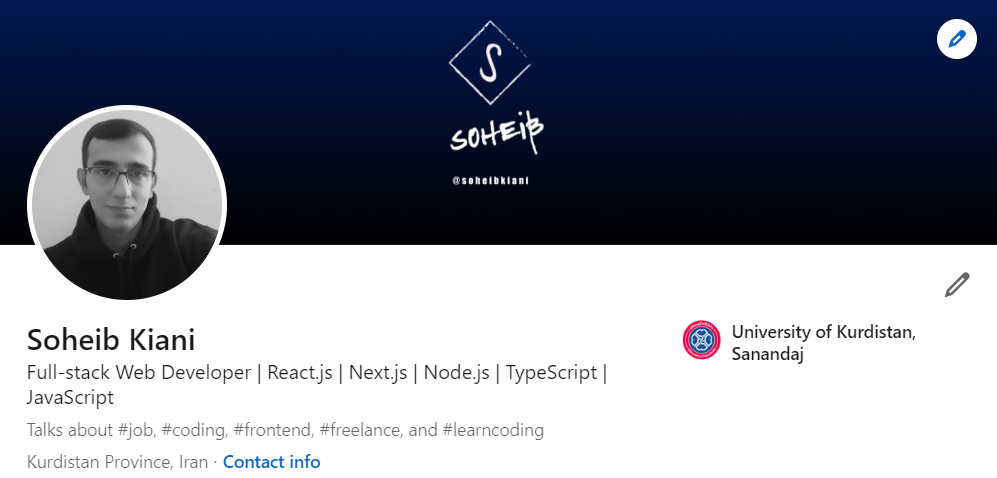 S
SOHEIB
@soheibkiani
Soheib Kiani
University of Kurdistan,
Sanandaj
Full-stack Web Developer | React.js | Next.js | Node.js | TypeScript |
JavaScript
Talks about #job, #coding, #frontend, #freelance, and #learncoding
Kurdistan Province, Iran · Contact info